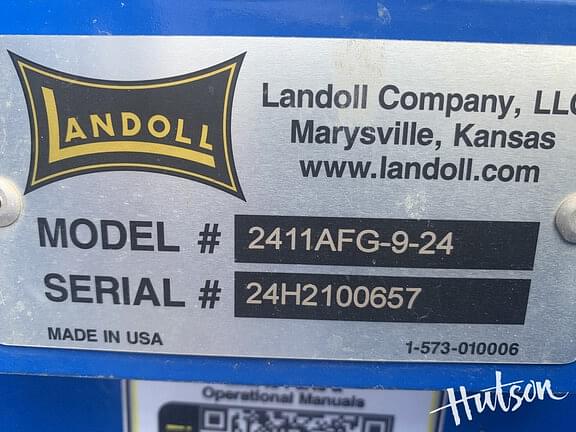 LANDOLL
Landoll Company, LLC
Marysville, Kansas
www.landoll.com
MODEL # 2411AFG-9-24
SERIAL # 24H2100657
MADE IN USA
1-573-010006
Operational Manuals
Hutson